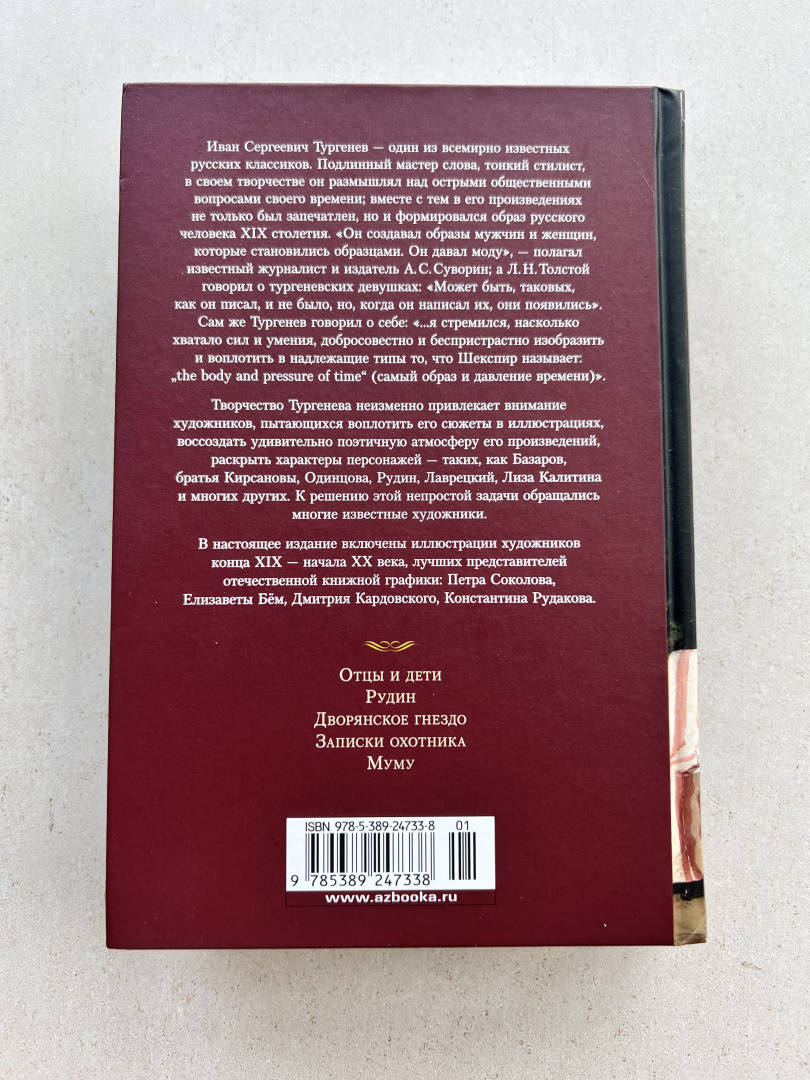 Иван Сергеевич Тургенев — один из всемирно известных
русских классиков. Подлинный мастер слова, тонкий стилист,
в своем творчестве он размышлял над острыми общественными
вопросами своего времени; вместе с тем в его произведениях
не только был запечатлен, но и формировался образ русского
человека XIX столетия. «Он создавал образы мужчин и женщин,
которые становились образцами. Он давал моду», — полагал
известный журналист и издатель А. С. Суворин; а Л. Н. Толстой
говорил о тургеневских девушках: «Может быть, таковых,
как он писал, и не было, но, когда он написал их, они появились».
Сам же Тургенев говорил о себе: «...я стремился, насколько
хватало сил и умения, добросовестно и беспристрастно изобразить
и воплотить в надлежащие типы то, что Шекспир называет:
„the body and pressure of time“ (самый образ и давление времени)».
Творчество Тургенева неизменно привлекает внимание
художников, пытающихся воплотить его сюжеты в иллюстрациях,
воссоздать удивительно поэтичную атмосферу его произведений,
раскрыть характеры персонажей — таких, как Базаров,
братья Кирсановы, Одинцова, Рудин, Лаврецкий, Лиза Калитина
и многих других. К решению этой непростой задачи обращались
многие известные художники.
В настоящее издание включены иллюстрации художников
конца XIX — начала XX века, лучших представителей
отечественной книжной графики: Петра Соколова,
Елизаветы Бём, Дмитрия Кардовского, Константина Рудакова.
Отцы и дети
Рудин
Дворянское гнездо
Записки охотника
Муму
ISBN 978-5-389-24733-8 01
9 785389 247338
www.azbooka.ru